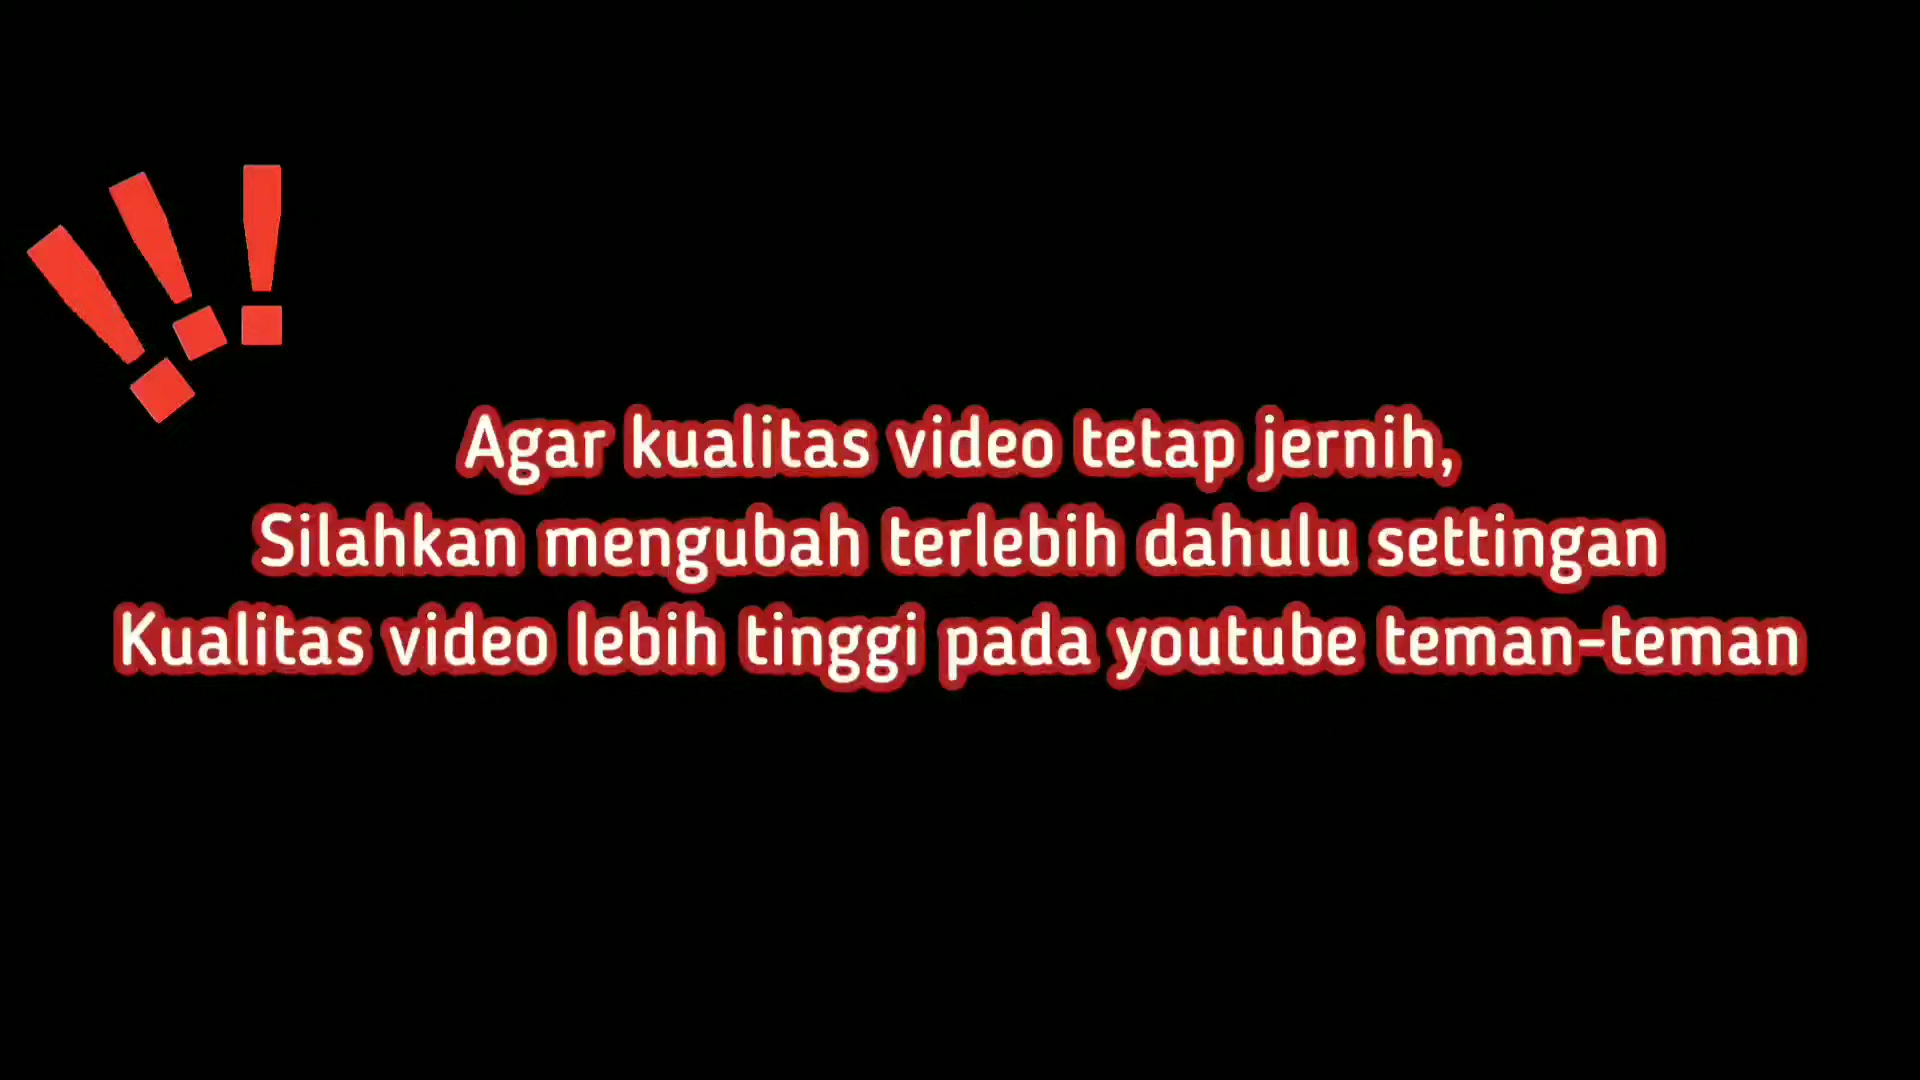 Agar kualitas video tetap jernih,
Silahkan mengubah terlebih dahulu settingan
Kualitas video lebih tinggi pada youtube teman-teman